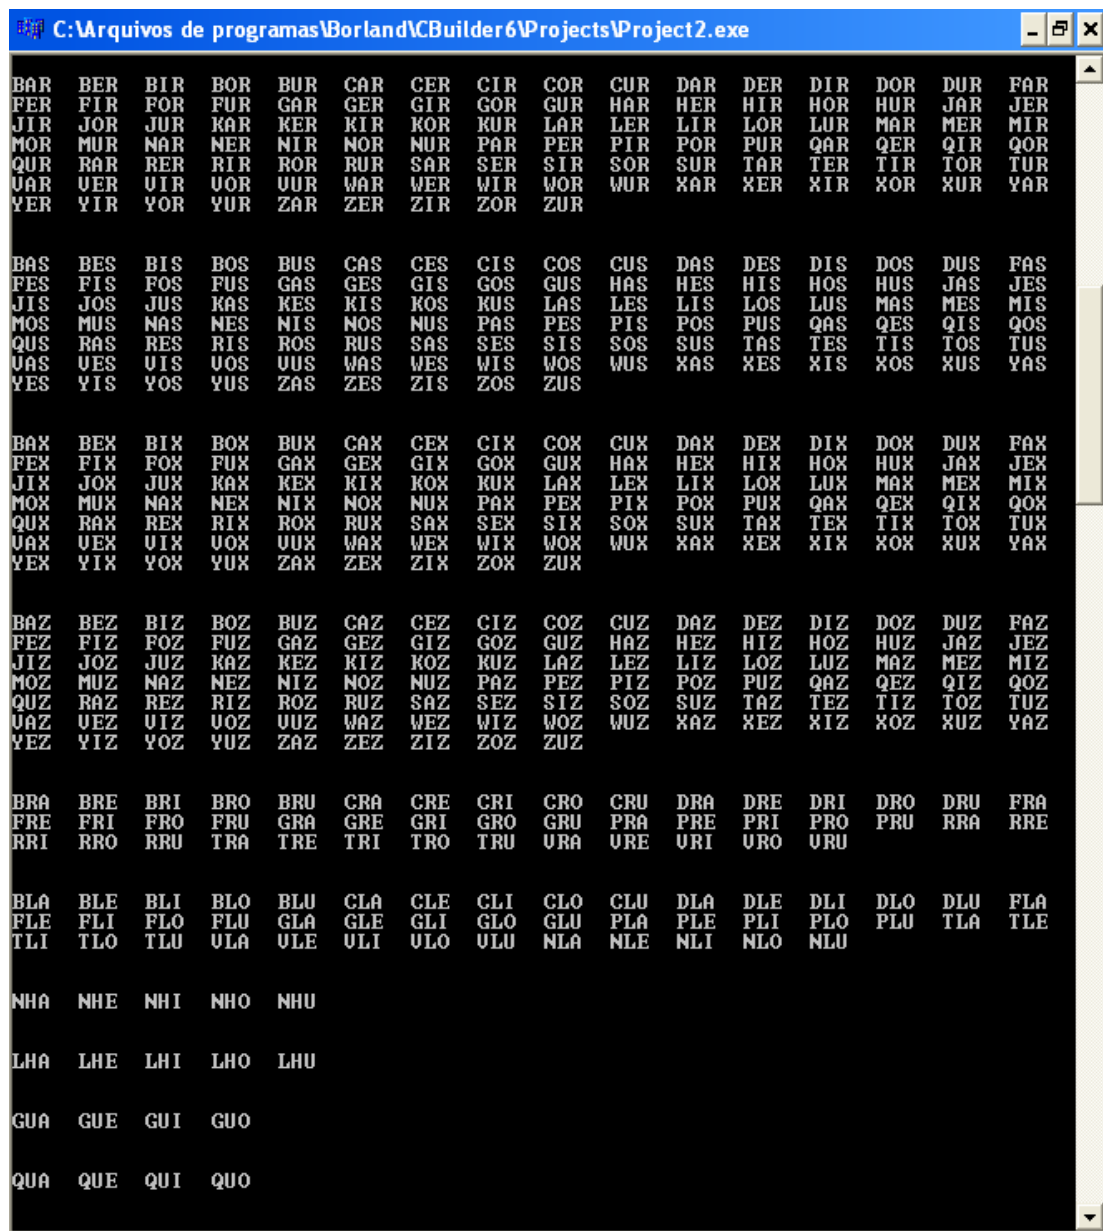 C:\Arquivos de programas\Borland\CBuilder6\Projects\Project2.exe
BAR BER BIR BOR BUR CAR CER CIR COR CUR DAR DER DIR DOR DUR FAR
FER FIR FOR FUR GAR GER GIR GOR GUR HAR HER HIR HOR HUR JAR JER
JIR JOR JUR KAR KER KIR KOR KUR LAR LER LIR LOR LUR MAR MER MIR
MOR MUR NAR NER NIR NOR NUR PAR PER PIR POR PUR QAR QER QIR QOR
QUR RAR RER RIR ROR RUR SAR SER SIR SOR SUR TAR TER TIR TOR TUR
VAR VER VIR VOR VUR WAR WER WIR WOR WUR XAR XER XIR XOR XUR YAR
YER YIR YOR YUR ZAR ZER ZIR ZOR ZUR
BAS BES BIS BOS BUS CAS CES CIS COS CUS DAS DES DIS DOS DUS FAS
FES FIS FOS FUS GAS GES GIS GOS GUS HAS HES HIS HOS HUS JAS JES
JIS JOS JUS KAS KES KIS KOS KUS LAS LES LIS LOS LUS MAS MES MIS
MOS MUS NAS NES NIS NOS NUS PAS PES PIS POS PUS QAS QES QIS QOS
QUS RAS RES RIS ROS RUS SAS SES SIS SOS SUS TAS TES TIS TOS TUS
VAS VES VIS VOS VUS WAS WES WIS WOS WUS XAS XES XIS XOS XUS YAS
YES YIS YOS YUS ZAS ZES ZIS ZOS ZUS
BAX BEX BIX BOX BUX CAX CEX CIX COX CUX DAX DEX DIX DOX DUX FAX
FEX FIX FOX FUX GAX GEX GIX GOX GUX HAX HEX HIX HOX HUX JAX JEX
JIX JOX JUX KAX KEX KIX KOX KUX LAX LEX LIX LOX LUX MAX MEX MIX
MOX MUX NAX NEX NIX NOX NUX PAX PEX PIX POX PUX QAX QEX QIX QOX
QUX RAX REX RIX ROX RUX SAX SEX SIX SOX SUX TAX TEX TIX TOX TUX
VAX VEX VIX VOX VUX WAX WEX WIX WOX WUX XAX XEX XIX XOX XUX YAX
YEX YIX YOX YUX ZAX ZEX ZIX ZOX ZUX
BAZ BEZ BIZ BOZ BUZ CAZ CEZ CIZ COZ CUZ DAZ DEZ DIZ DOZ DUZ FAZ
FEZ FIZ FOZ FUZ GAZ GEZ GIZ GOZ GUZ HAZ HEZ HIZ HOZ HUZ JAZ JEZ
JIZ JOZ JUZ KAZ KEZ KIZ KOZ KUZ LAZ LEZ LIZ LOZ LUZ MAZ MEZ MIZ
MOZ MUZ NAZ NEZ NIZ NOZ NUZ PAZ PEZ PIZ POZ PUZ QAZ QEZ QIZ QOZ
QUZ RAZ REZ RIZ ROZ RUZ SAZ SEZ SIZ SOZ SUZ TAZ TEZ TIZ TOZ TUZ
VAZ VEZ VIZ VOZ VUZ WAZ WEZ WIZ WOZ WUZ XAZ XEZ XIZ XOZ XUZ YAZ
YEZ YIZ YOZ YUZ ZAZ ZEZ ZIZ ZOZ ZUZ
BRA BRE BRI BRO BRU CRA CRE CRI CRO CRU DRA DRE DRI DRO DRU FRA
FRE FRI FRO FRU GRA GRE GRI GRO GRU PRA PRE PRI PRO PRU RRA RRE
RRI RRO RRU TRA TRE TRI TRO TRU VRA VRE VRI VRO VRU
BLA BLE BLI BLO BLU CLA CLE CLI CLO CLU DLA DLE DLI DLO DLU FLA
FLE FLI FLO FLU GLA GLE GLI GLO GLU PLA PLE PLI PLO PLU TLA TLE
TLI TLO TLU VLA VLE VLI VLO VLU NLA NLE NLI NLO NLU
NHA NHE NHI NHO NHU
LHA LHE LHI LHO LHU
GUA GUE GUI GUO
QUA QUE QUI QUO